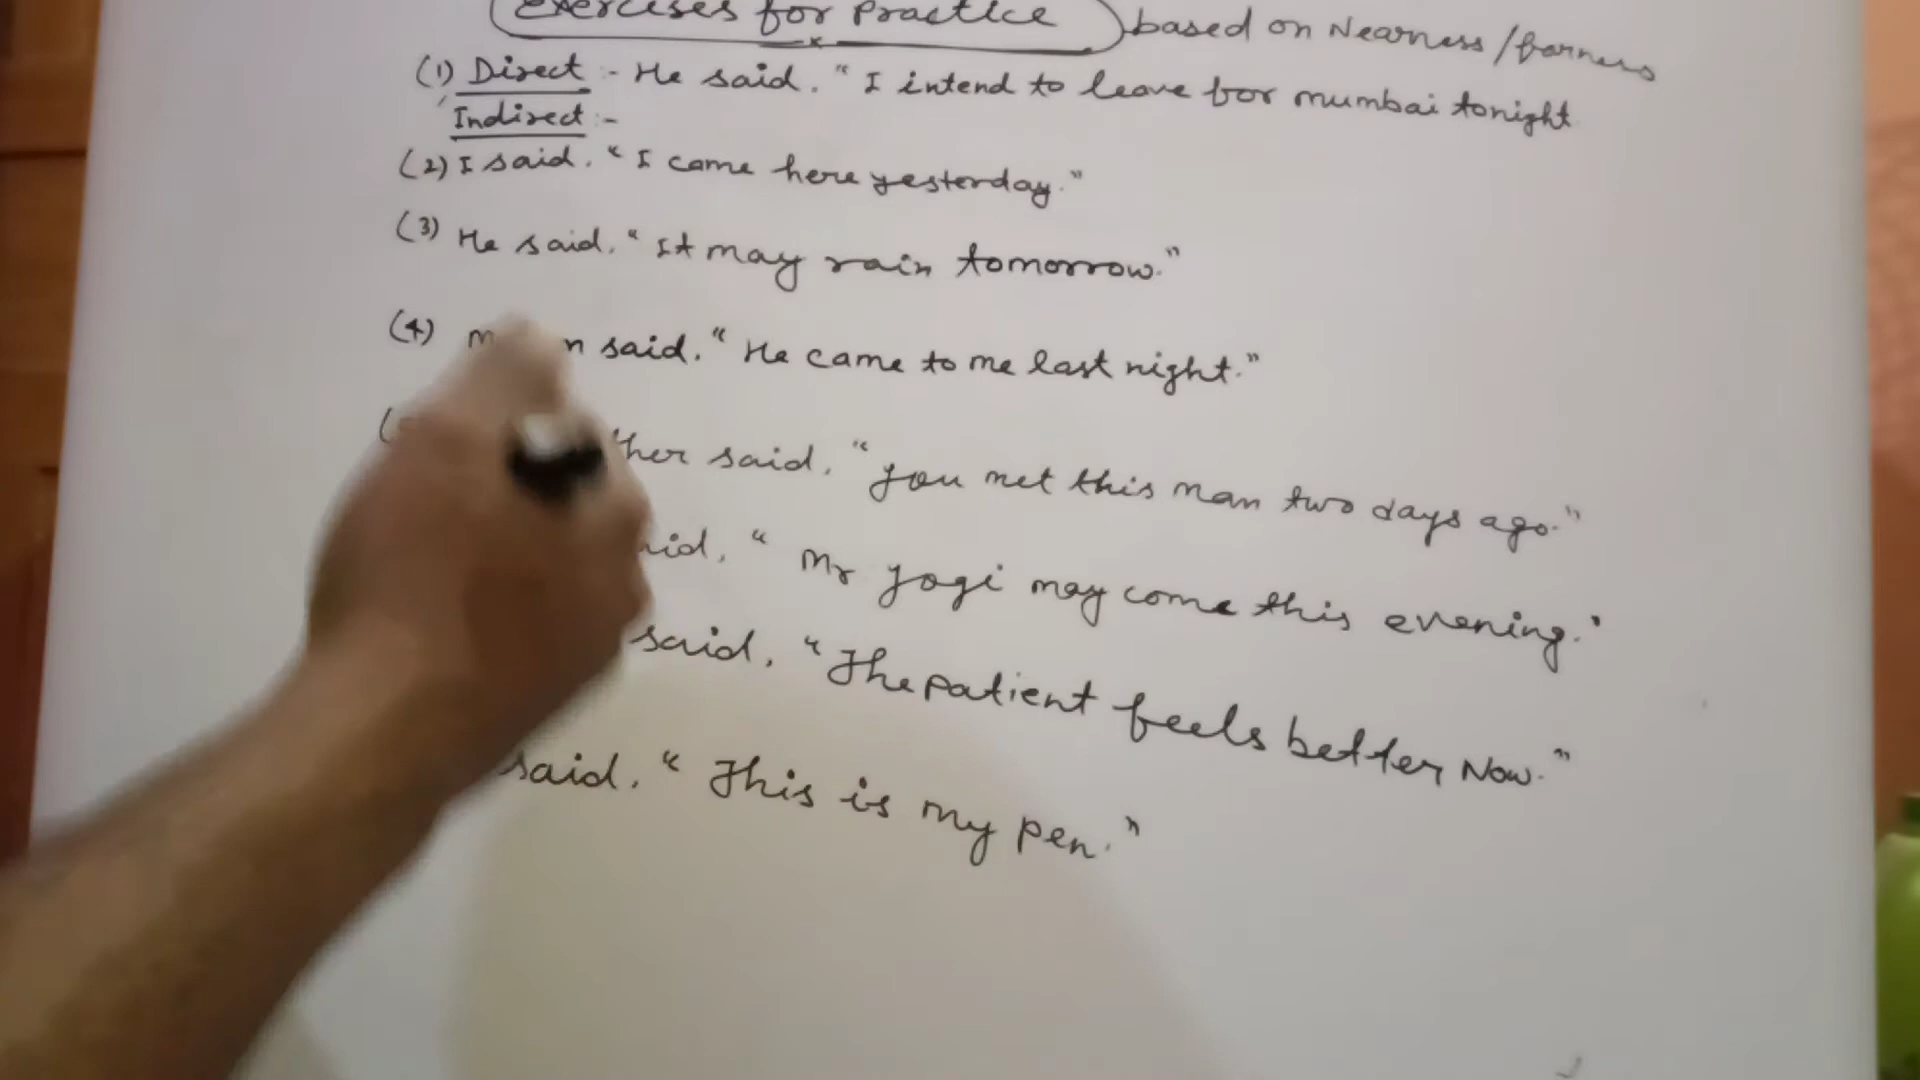 Exercises for Practice based on Nearness/farness
(1) Direct :- He said. "I intend to leave for mumbai tonight
Indirect :-
(2) I said. "I came here yesterday."
(3) He said. "It may rain tomorrow."
(4) said. "He came to me last night."
said. "you met this man two days ago."
"Mr Yogi may come this evening."
said. "The patient feels better Now."
said. "This is my pen."